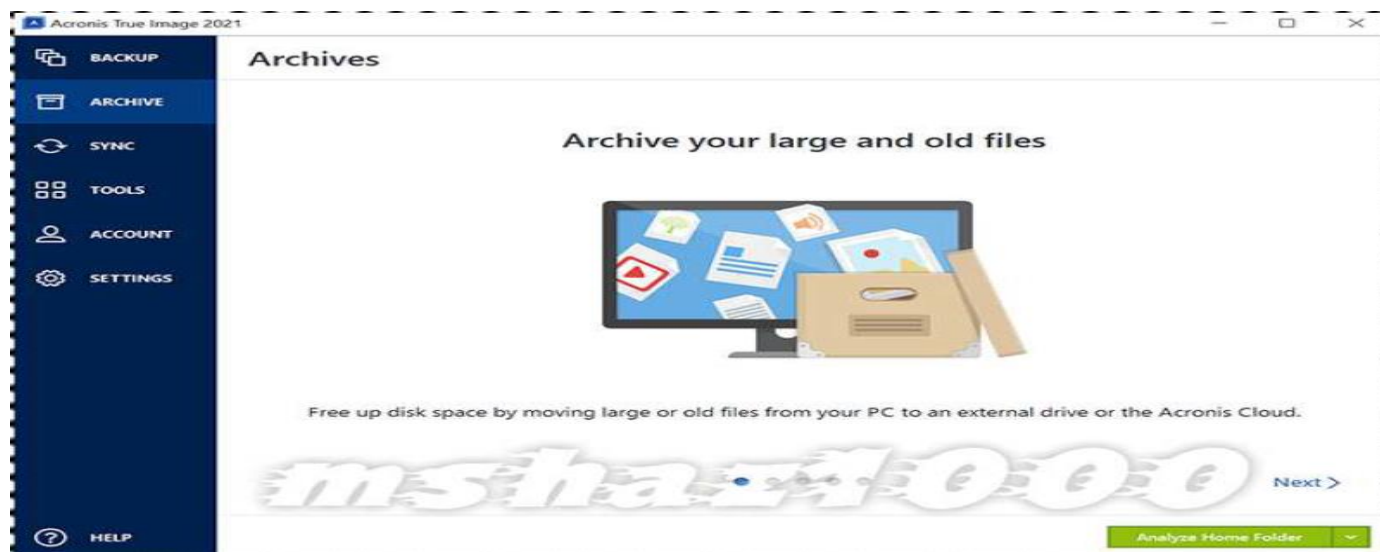 Acronis True Image 2021
BACKUP
ARCHIVE
SYNC
TOOLS
ACCOUNT
SETTINGS
HELP
Archives
Archive your large and old files
Free up disk space by moving large or old files from your PC to an external drive or the Acronis Cloud.
mshaz1000
Next >
Analyze Home Folder